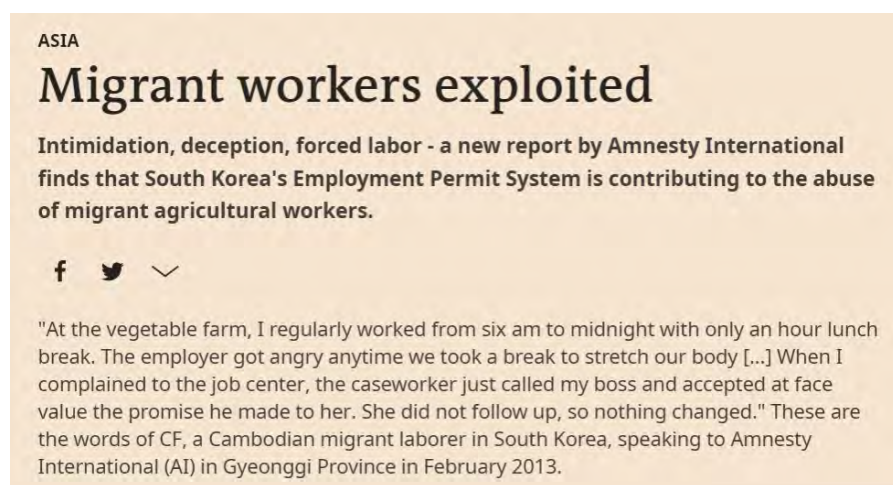 ASIA
Migrant workers exploited
Intimidation, deception, forced labor - a new report by Amnesty International
finds that South Korea's Employment Permit System is contributing to the abuse
of migrant agricultural workers.
"At the vegetable farm, I regularly worked from six am to midnight with only an hour lunch
break. The employer got angry anytime we took a break to stretch our body [...] When I
complained to the job center, the caseworker just called my boss and accepted at face
value the promise he made to her. She did not follow up, so nothing changed." These are
the words of CF, a Cambodian migrant laborer in South Korea, speaking to Amnesty
International (AI) in Gyeonggi Province in February 2013.